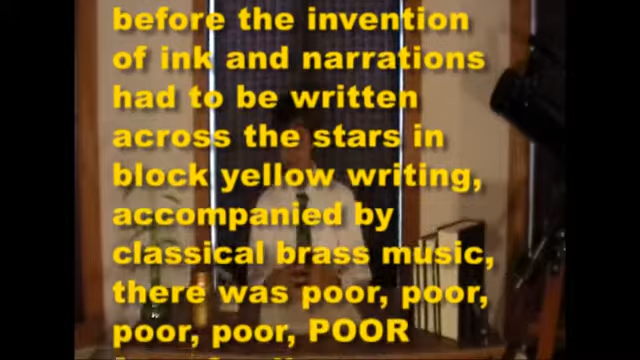 before the invention
of ink and narrations
had to be written
across the stars in
block yellow writing,
accompanied by
classical brass music,
there was poor, poor,
poor, poor, POOR